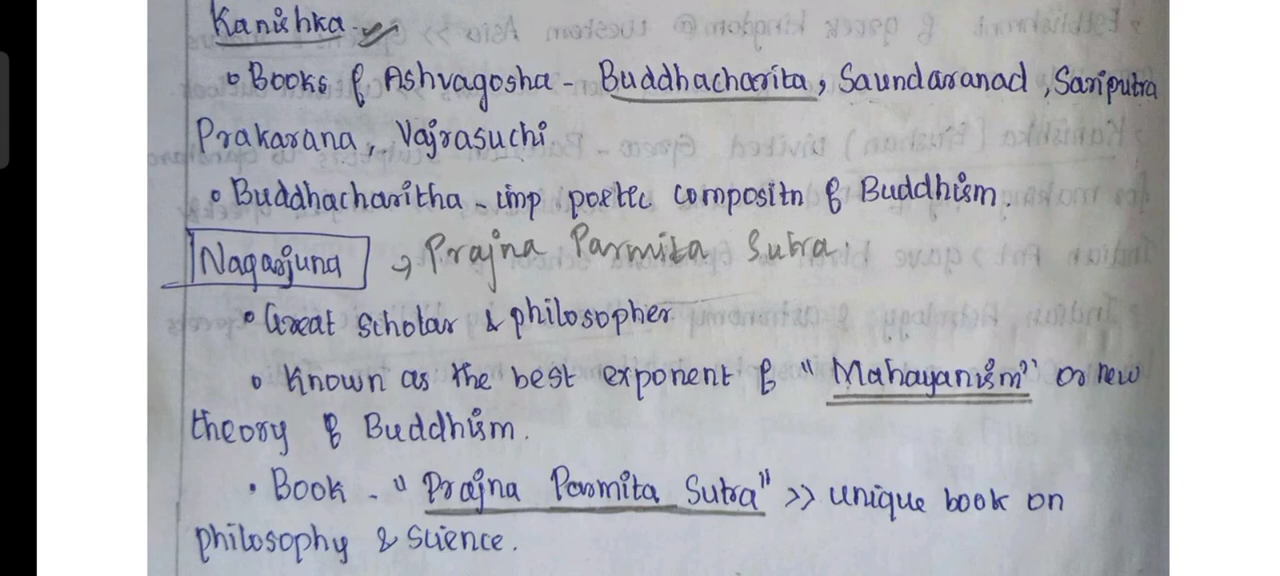 Kanishka
Books of Ashvagosha - Buddhacharita, Saundaranad, Sariputra
Prakarana, Vajrasuchi
Buddhacharitha - imp poetic compositn of Buddhism.
Nagarjuna → Prajna Parmita Sutra.
Great Scholar & philosopher
Known as the best exponent of "Mahayanism" or new
theory of Buddhism.
Book - "Prajna Parmita Sutra" >> unique book on
philosophy & Science.